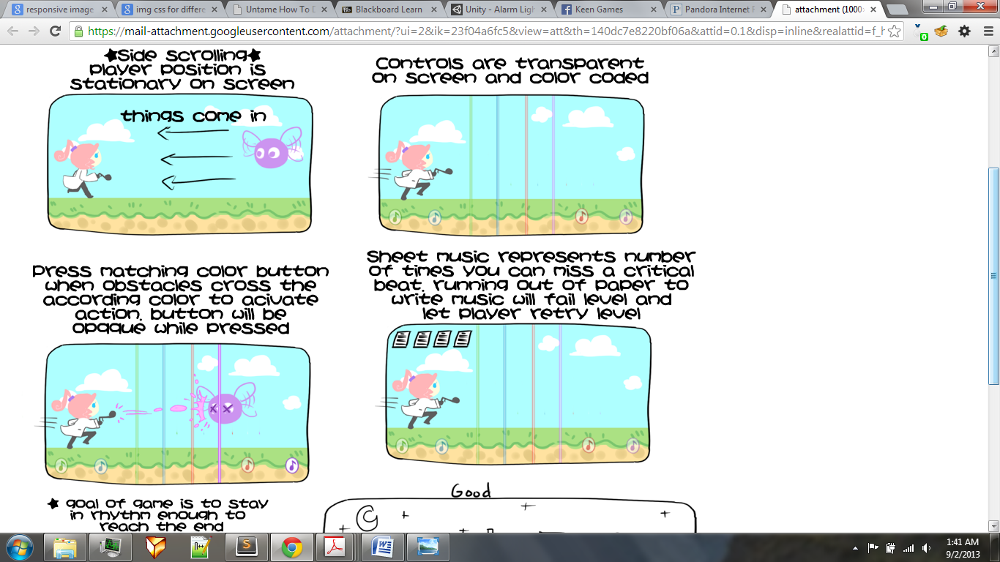 responsive image
img css for differe
Untame How To D
Bb Blackboard Learn
Unity - Alarm Ligh
Keen Games
Pandora Internet R
attachment (1000×
https://mail-attachment.googleusercontent.com/attachment/?ui=2&ik=23f04a6fc5&view=att&th=140dc7e8220bf06a&attid=0.1&disp=inline&realattid=f_h
0
★Side Scrolling★
Player position is
stationary on screen
things come in
Controls are transparent
on screen and color coded
Press matching color button
when obstacles cross the
according color to acivate
action. Button will be
opaque while pressed
Sheet music represents number
of times you can miss a critical
beat. running out of paper to
write music will fail level and
let player retry level
★ goal of game is to stay
in rhythm enough to
reach the end
Good
1:41 AM
9/2/2013